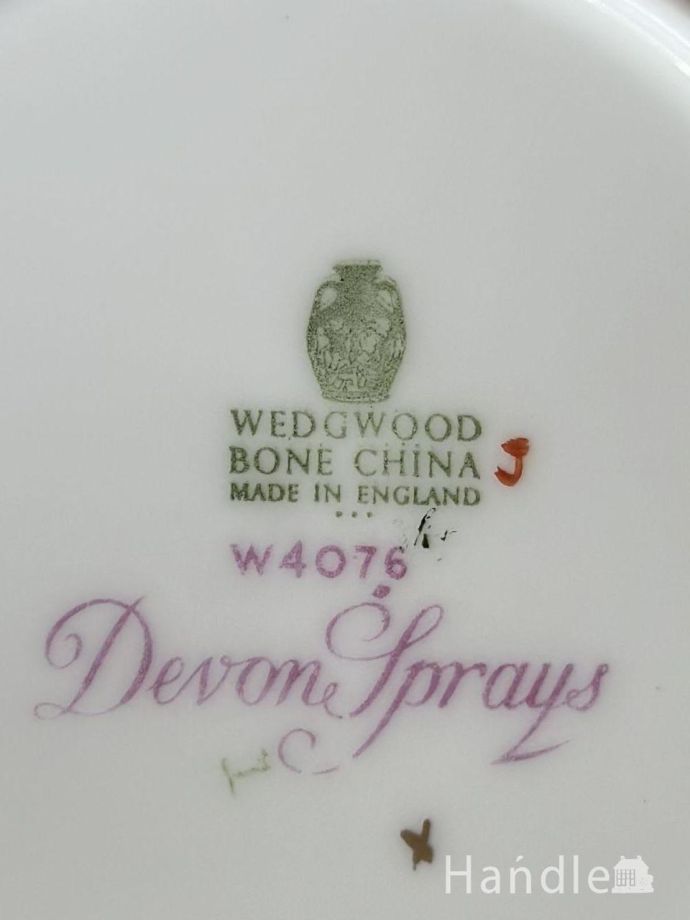 WEDGWOOD
BONE CHINA J
MADE IN ENGLAND
W4076
Devon Sprays
C
Handle